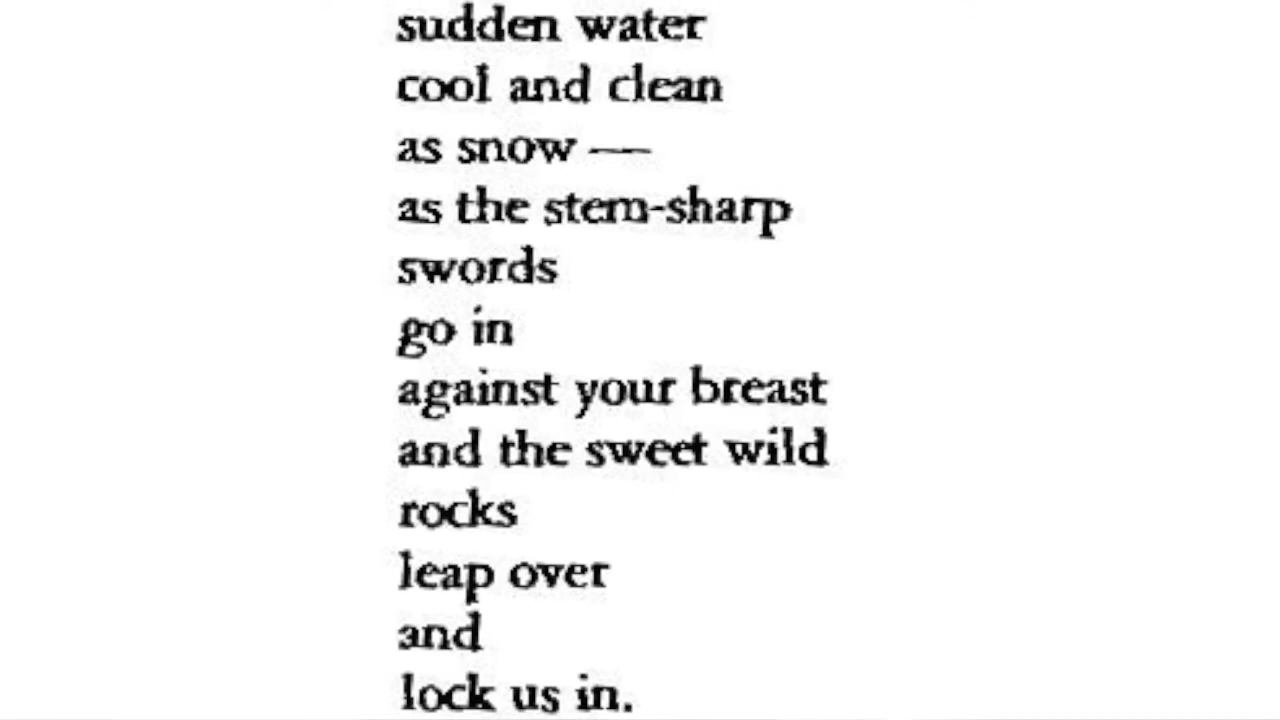 sudden water
cool and clean
as snow —
as the stem-sharp
swords
go in
against your breast
and the sweet wild
rocks
leap over
and
lock us in.